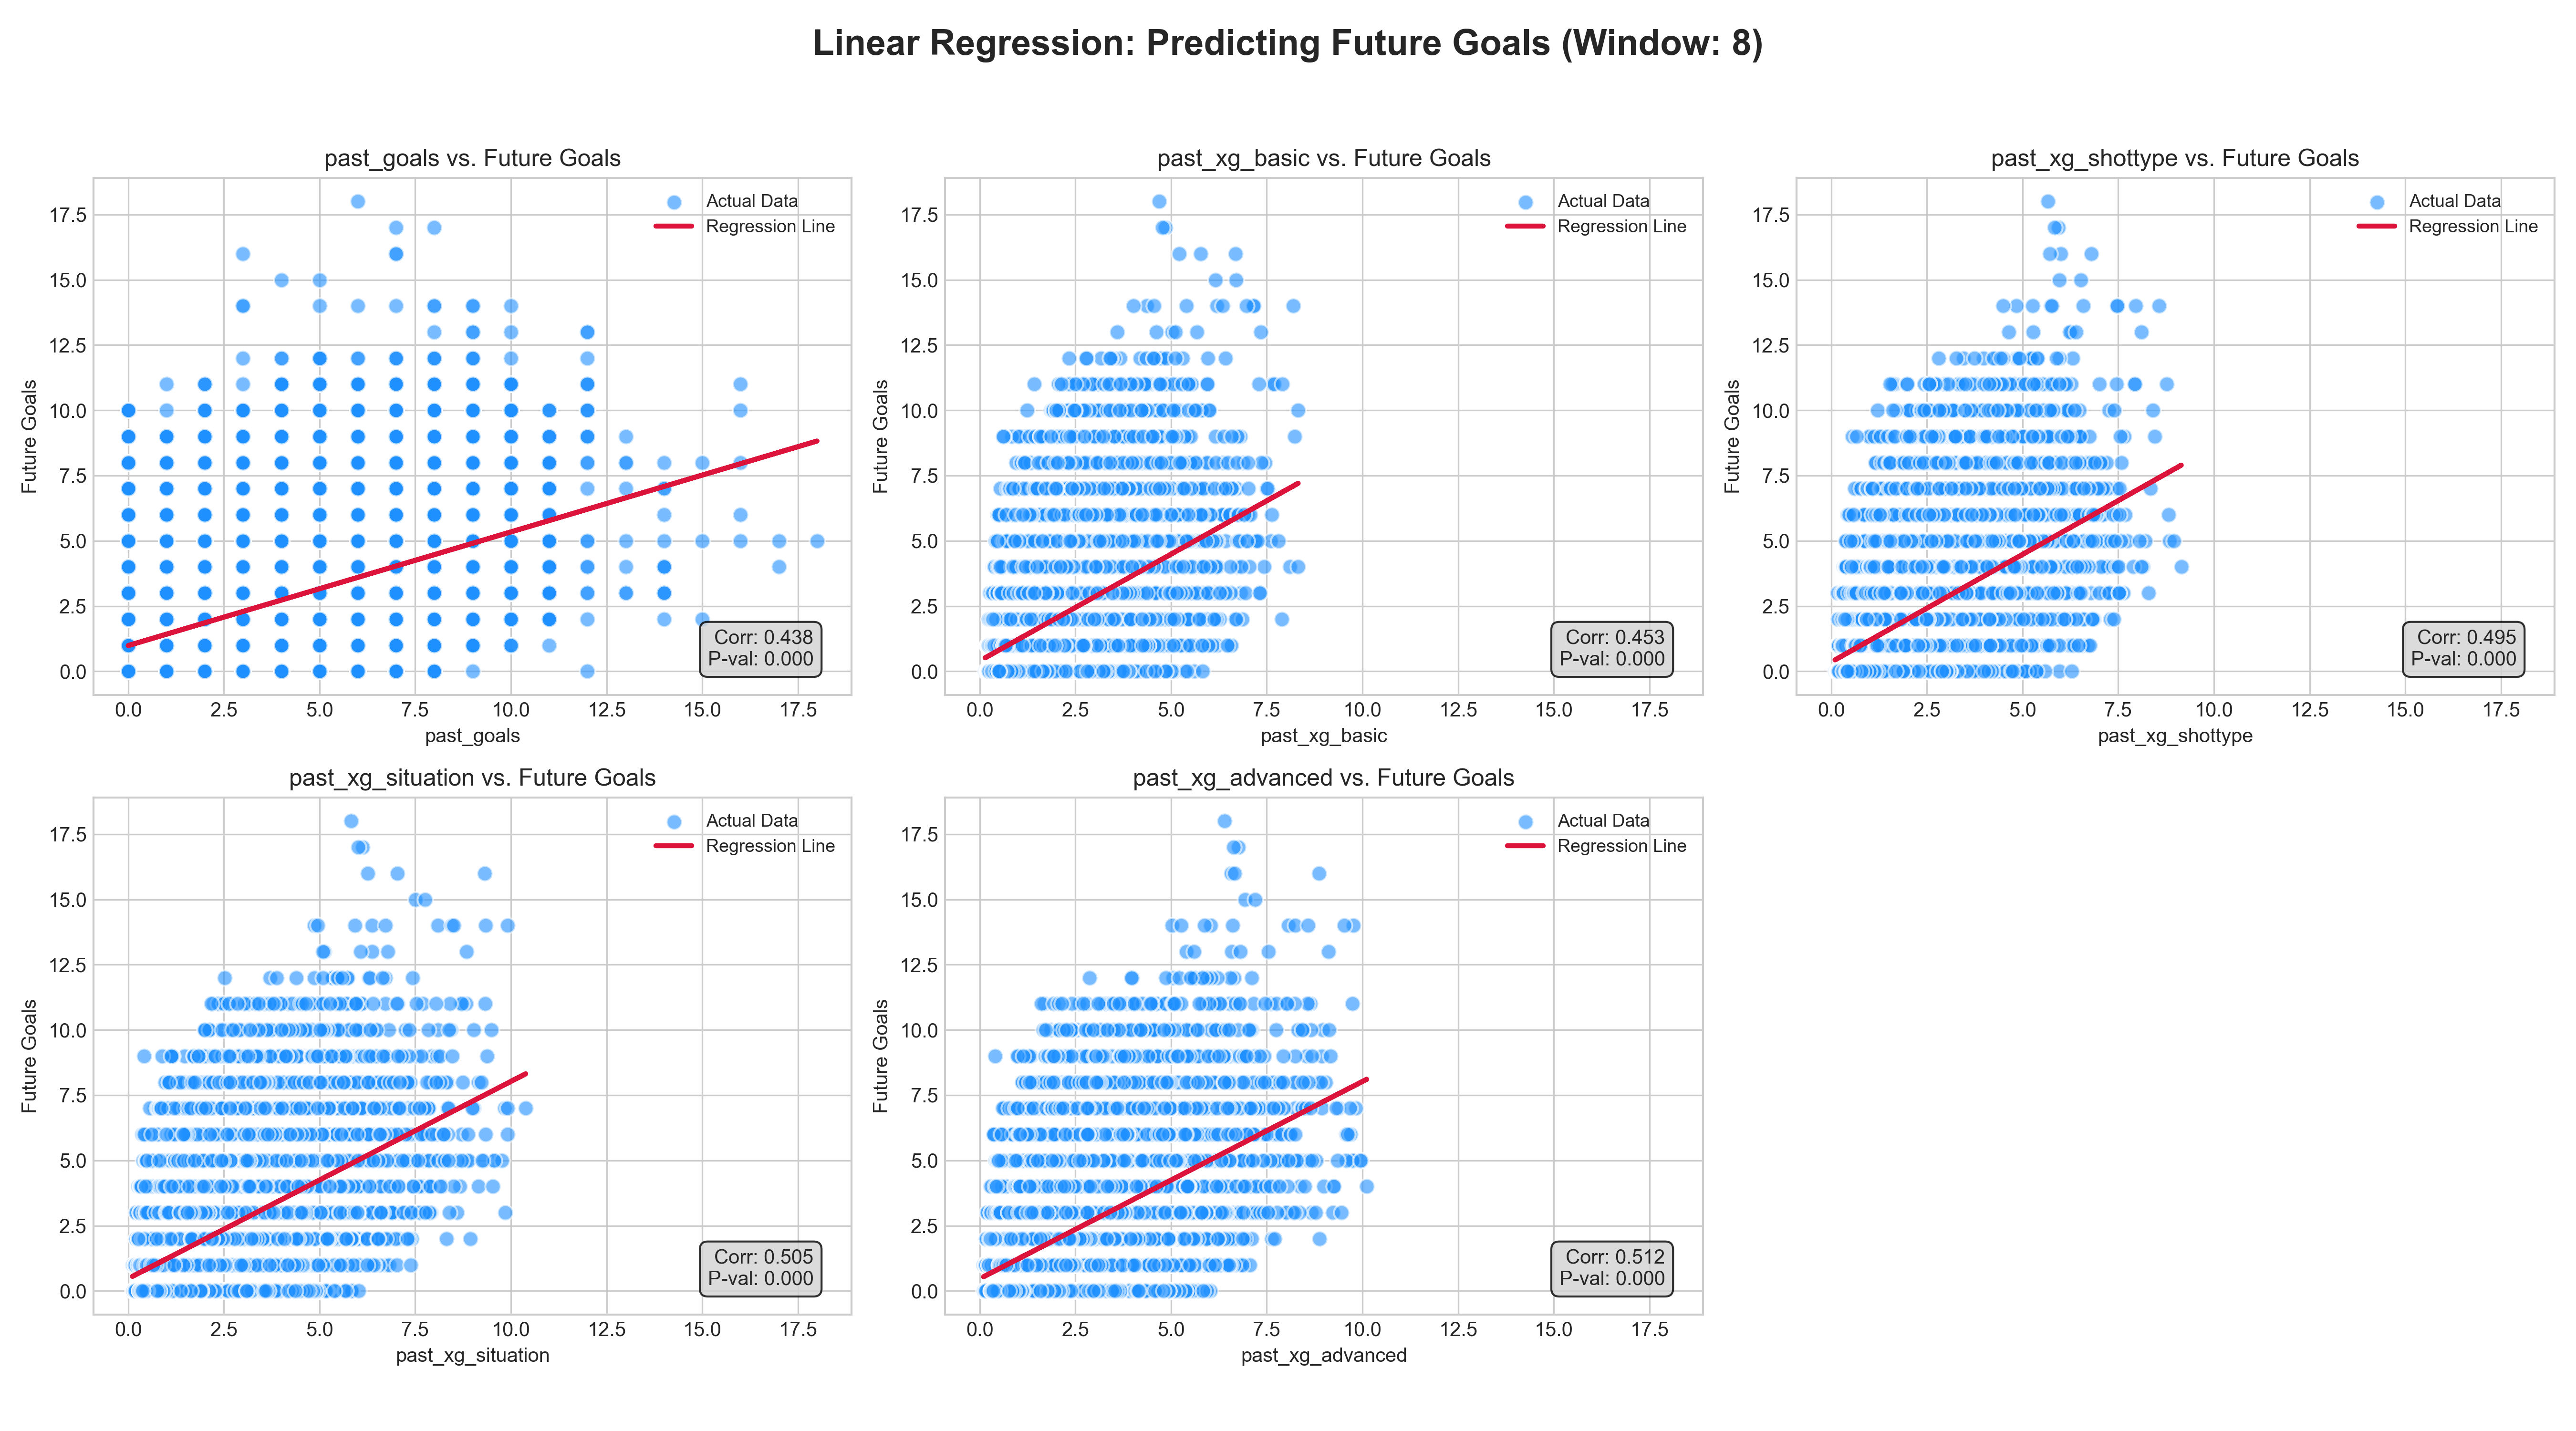 Linear Regression: Predicting Future Goals (Window: 8)
past_goals vs. Future Goals
Actual Data
Regression Line
17.5
15.0
12.5
10.0
7.5
5.0
2.5
0.0
Future Goals
Corr: 0.438
P-val: 0.000
0.0 2.5 5.0 7.5 10.0 12.5 15.0 17.5
past_goals
past_xg_basic vs. Future Goals
Actual Data
Regression Line
17.5
15.0
12.5
10.0
7.5
5.0
2.5
0.0
Future Goals
Corr: 0.453
P-val: 0.000
0.0 2.5 5.0 7.5 10.0 12.5 15.0 17.5
past_xg_basic
past_xg_shottype vs. Future Goals
Actual Data
Regression Line
17.5
15.0
12.5
10.0
7.5
5.0
2.5
0.0
Future Goals
Corr: 0.495
P-val: 0.000
0.0 2.5 5.0 7.5 10.0 12.5 15.0 17.5
past_xg_shottype
past_xg_situation vs. Future Goals
Actual Data
Regression Line
17.5
15.0
12.5
10.0
7.5
5.0
2.5
0.0
Future Goals
Corr: 0.505
P-val: 0.000
0.0 2.5 5.0 7.5 10.0 12.5 15.0 17.5
past_xg_situation
past_xg_advanced vs. Future Goals
Actual Data
Regression Line
17.5
15.0
12.5
10.0
7.5
5.0
2.5
0.0
Future Goals
Corr: 0.512
P-val: 0.000
0.0 2.5 5.0 7.5 10.0 12.5 15.0 17.5
past_xg_advanced